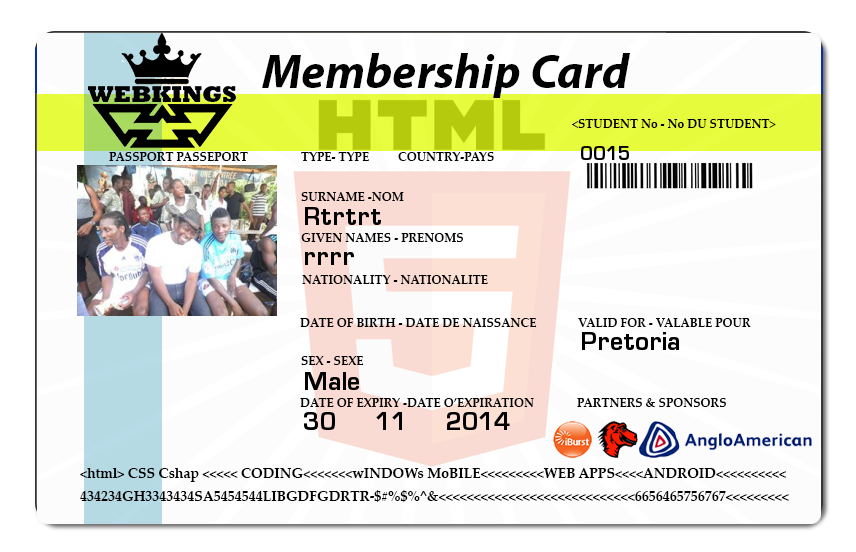 WEBKINGS
Membership Card
HTML
<STUDENT No - No DU STUDENT>
PASSPORT PASSEPORT
TYPE- TYPE
COUNTRY-PAYS
0015
SURNAME -NOM
Rtrtrt
GIVEN NAMES - PRENOMS
rrrr
NATIONALITY - NATIONALITE
DATE OF BIRTH - DATE DE NAISSANCE
VALID FOR - VALABLE POUR
Pretoria
SEX - SEXE
Male
DATE OF EXPIRY -DATE O’EXPIRATION
30 11 2014
PARTNERS & SPONSORS
iBurst
AngloAmerican
<html> CSS Cshap <<<<< CODING<<<<<<<wINDOWs MoBILE<<<<<<<<<WEB APPS<<<<ANDROID<<<<<<<<<<
434234GH3343434SA5454544LIBGDFGDRTR-$#%$%^&<<<<<<<<<<<<<<<<<<<<<<<<<<<<6656465756767<<<<<<<<<